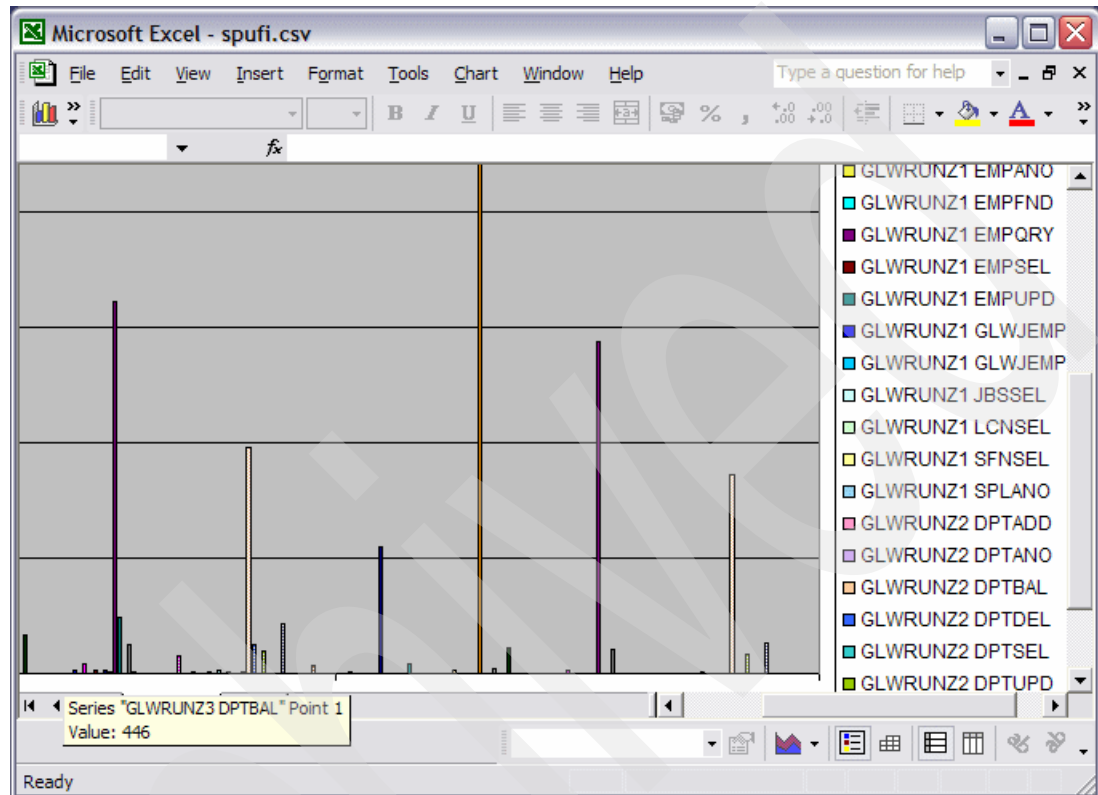 Microsoft Excel - spufi.csv
File Edit View Insert Format Tools Chart Window Help
Type a question for help
B I U % ,
fx
GLWRUNZ1 EMPANO
GLWRUNZ1 EMPFND
GLWRUNZ1 EMPQRY
GLWRUNZ1 EMPSEL
GLWRUNZ1 EMPUPD
GLWRUNZ1 GLWJEMP
GLWRUNZ1 GLWJEMP
GLWRUNZ1 JBSSEL
GLWRUNZ1 LCNSEL
GLWRUNZ1 SFNSEL
GLWRUNZ1 SPLANO
GLWRUNZ2 DPTADD
GLWRUNZ2 DPTANO
GLWRUNZ2 DPTBAL
GLWRUNZ2 DPTDEL
GLWRUNZ2 DPTSEL
GLWRUNZ2 DPTUPD
Series "GLWRUNZ3 DPTBAL" Point 1
Value: 446
Ready